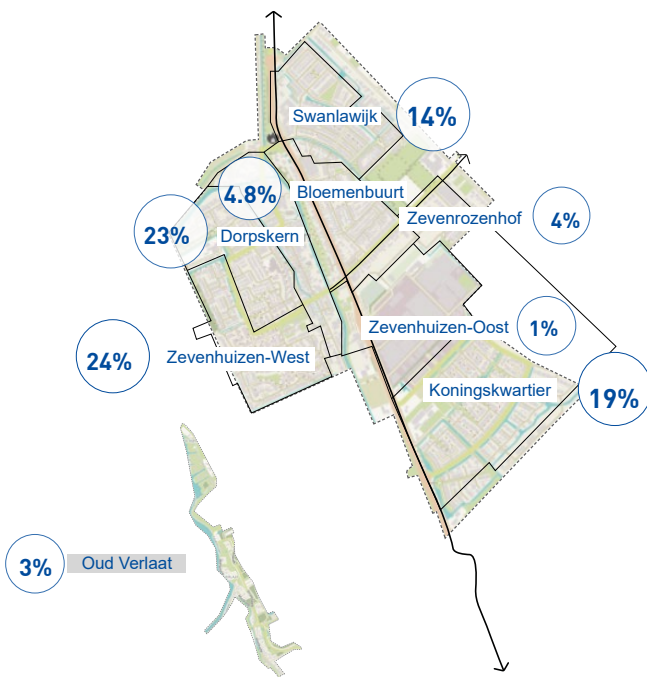 Swanlawijk
14%
4.8%
Bloemenbuurt
Zevenrozenhof
4%
23%
Dorpskern
Zevenhuizen-Oost
1%
24%
Zevenhuizen-West
Koningskwartier
19%
3%
Oud Verlaat